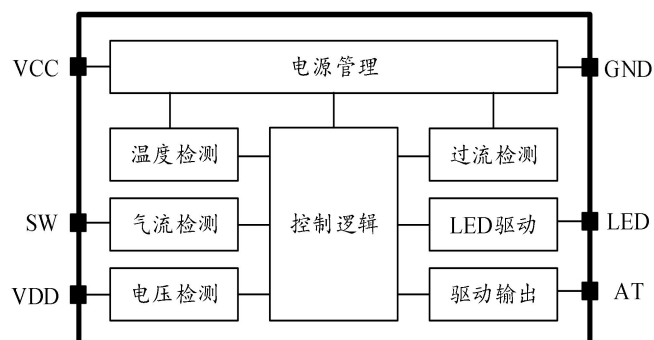 VCC 电源管理 GND
温度检测 过流检测
SW 气流检测 控制逻辑 LED驱动 LED
VDD 电压检测 驱动输出 AT